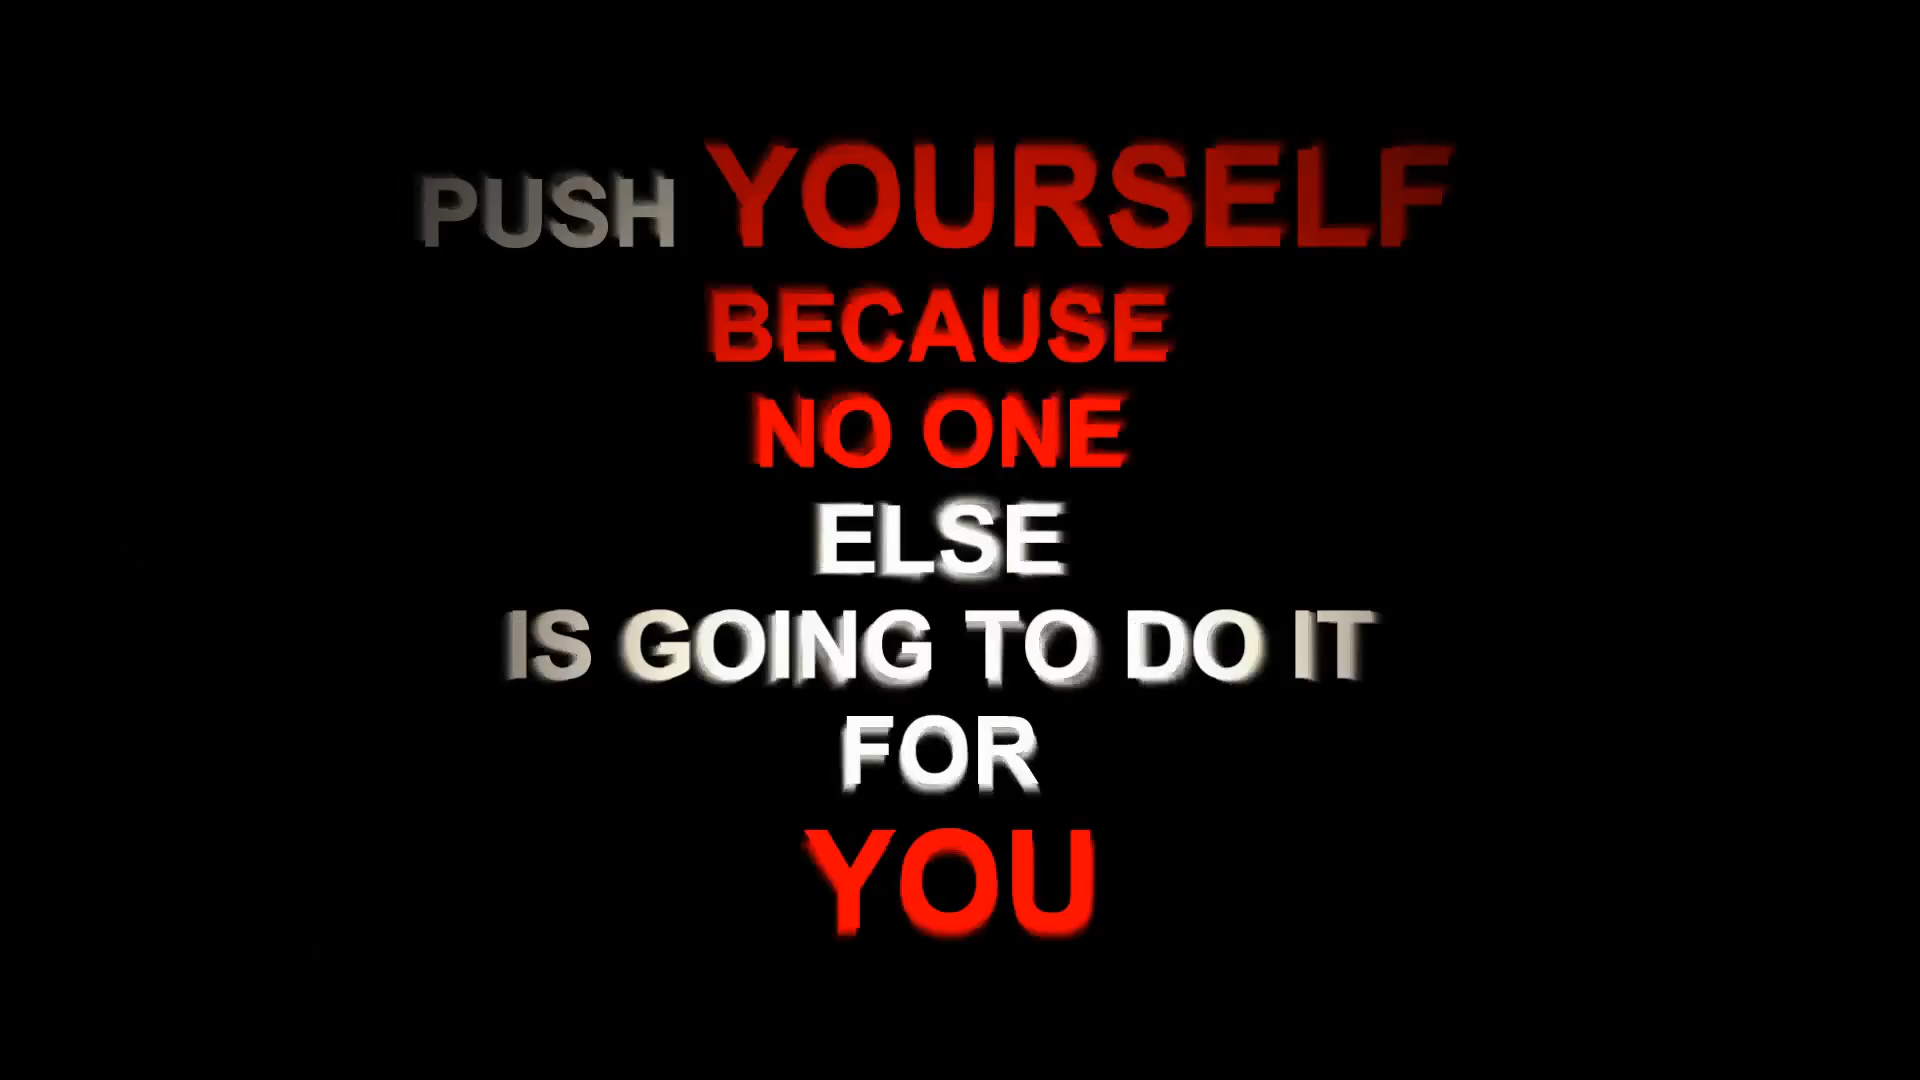 PUSH YOURSELF
BECAUSE
NO ONE
ELSE
IS GOING TO DO IT
FOR
YOU